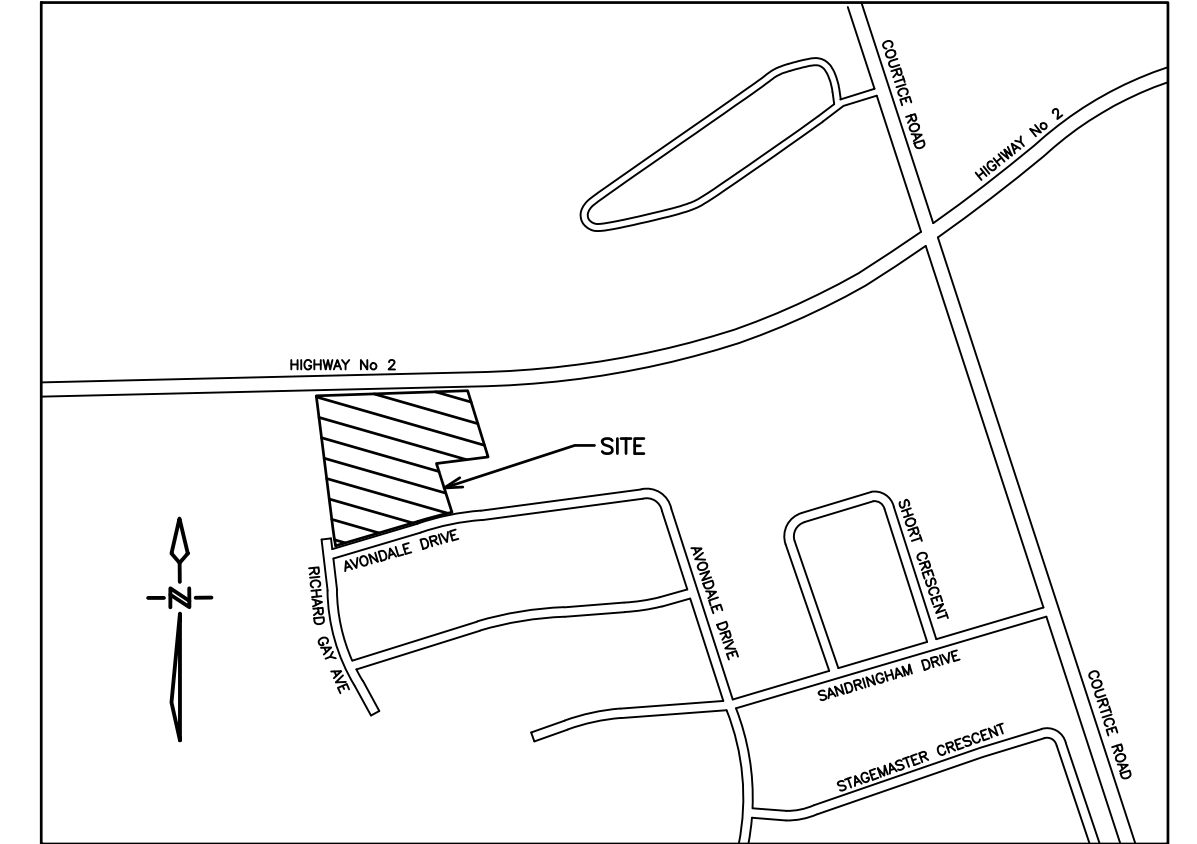 COURTICE ROAD
HIGHWAY No 2
HIGHWAY No 2
SITE
AVONDALE DRIVE
RICHARD GAY AVE
AVONDALE DRIVE
SHORT CRESCENT
SANDRINGHAM DRIVE
STAGEMASTER CRESCENT
COURTICE ROAD
N